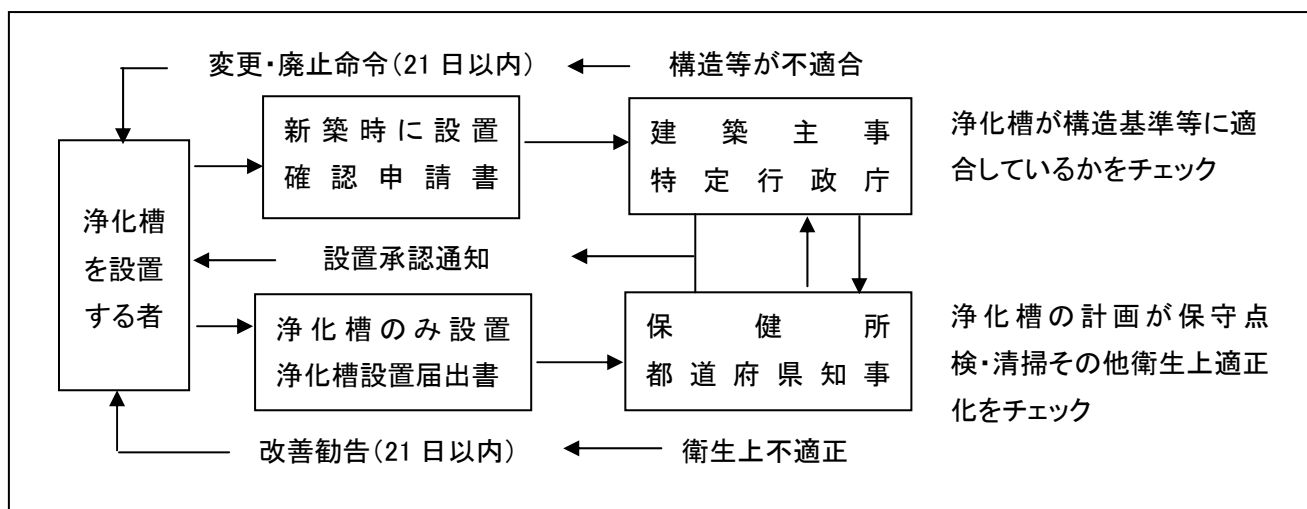 変更・廃止命令(21日以内)
構造等が不適合
新築時に設置
確認申請書
建築主事
特定行政庁
浄化槽が構造基準等に適
合しているかをチェック
浄化槽
を設置
する者
設置承認通知
浄化槽のみ設置
浄化槽設置届出書
保健所
都道府県知事
浄化槽の計画が保守点
検・清掃その他衛生上適正
化をチェック
改善勧告(21日以内)
衛生上不適正